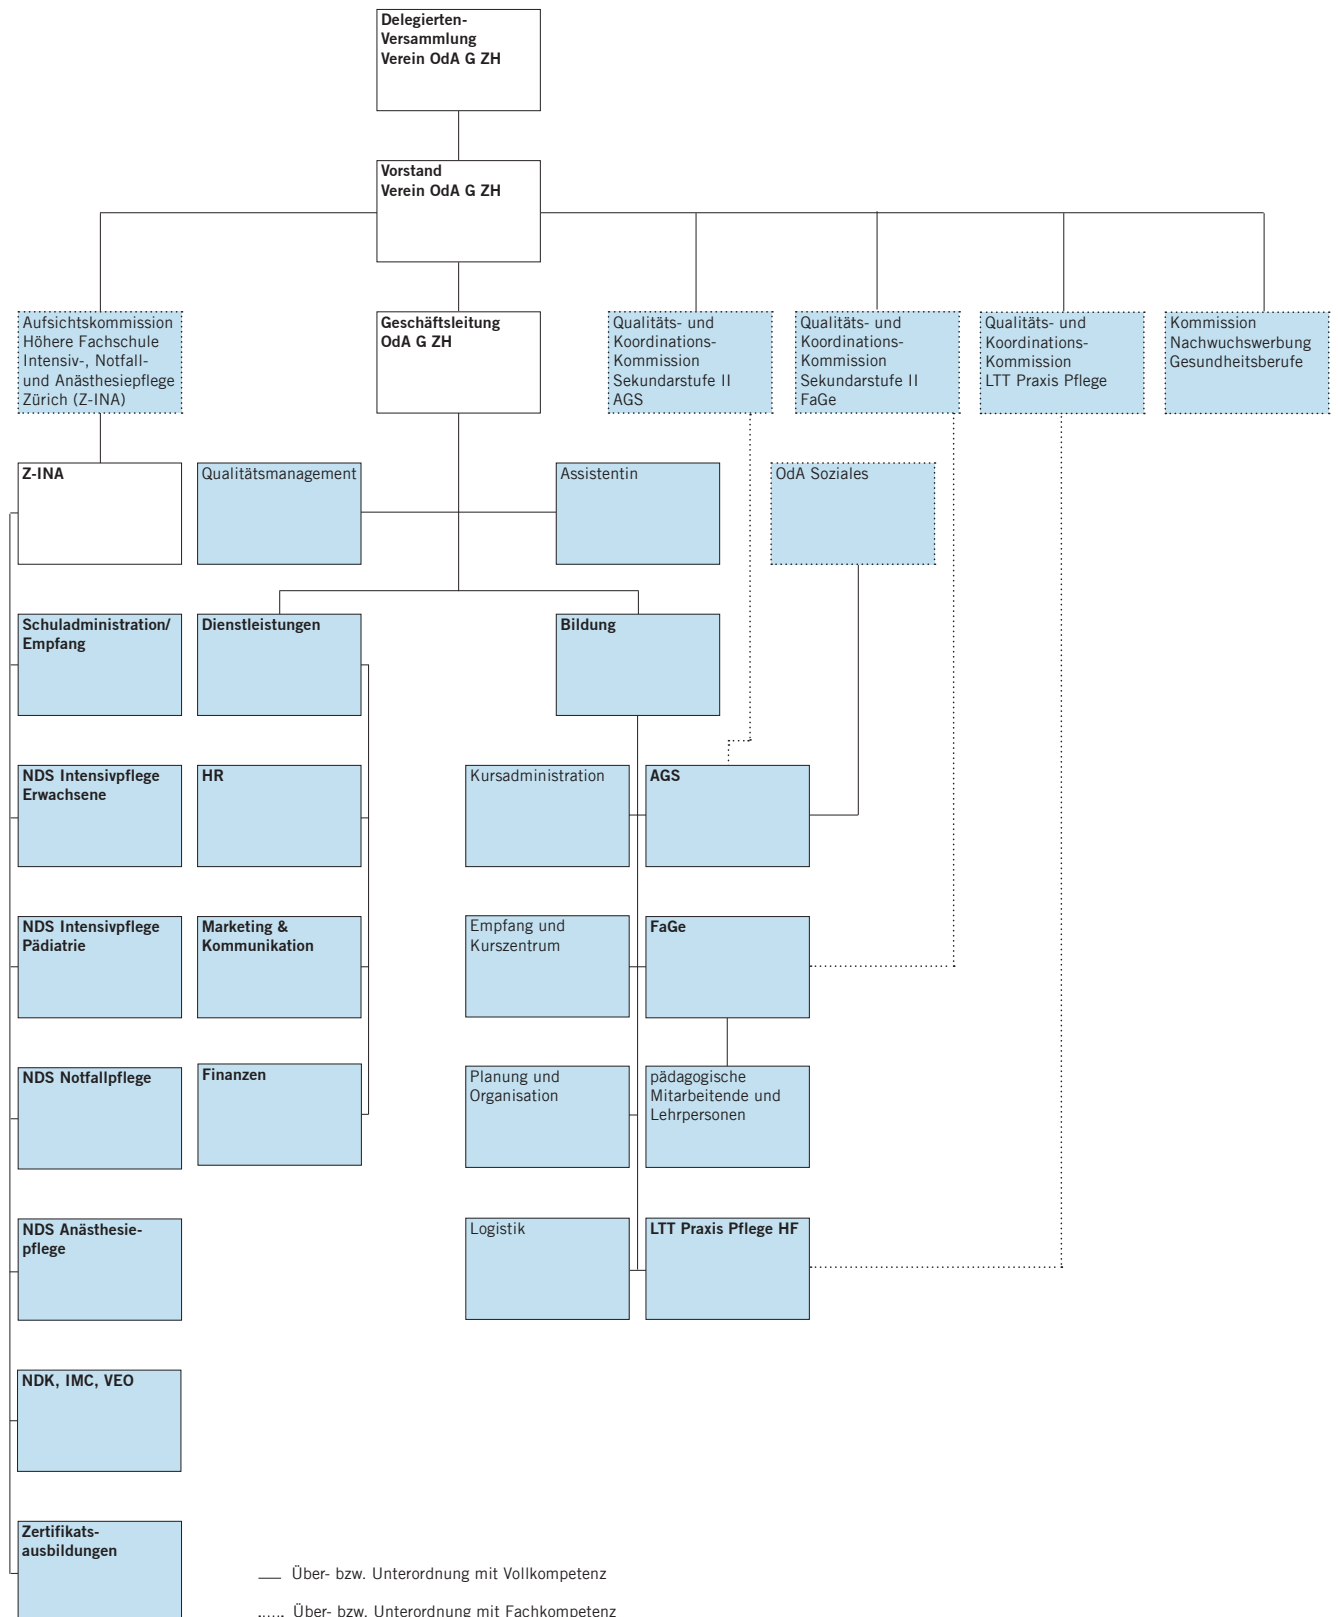 Delegierten-
Versammlung
Verein OdA G ZH
Vorstand
Verein OdA G ZH
Aufsichtskommission
Höhere Fachschule
Intensiv-, Notfall-
und Anästhesiepflege
Zürich (Z-INA)
Geschäftsleitung
OdA G ZH
Qualitäts- und
Koordinations-
Kommission
Sekundarstufe II
AGS
Qualitäts- und
Koordinations-
Kommission
Sekundarstufe II
FaGe
Qualitäts- und
Koordinations-
Kommission
LTT Praxis Pflege
Kommission
Nachwuchswerbung
Gesundheitsberufe
Z-INA
Qualitätsmanagement
Assistentin
OdA Soziales
Schuladministration/
Empfang
Dienstleistungen
Bildung
NDS Intensivpflege
Erwachsene
HR
Kursadministration
AGS
NDS Intensivpflege
Pädiatrie
Marketing &
Kommunikation
Empfang und
Kurszentrum
FaGe
NDS Notfallpflege
Finanzen
Planung und
Organisation
pädagogische
Mitarbeitende und
Lehrpersonen
NDS Anästhesie-
pflege
Logistik
LTT Praxis Pflege HF
NDK, IMC, VEO
Zertifikats-
ausbildungen
Über- bzw. Unterordnung mit Vollkompetenz
Über- bzw. Unterordnung mit Fachkompetenz